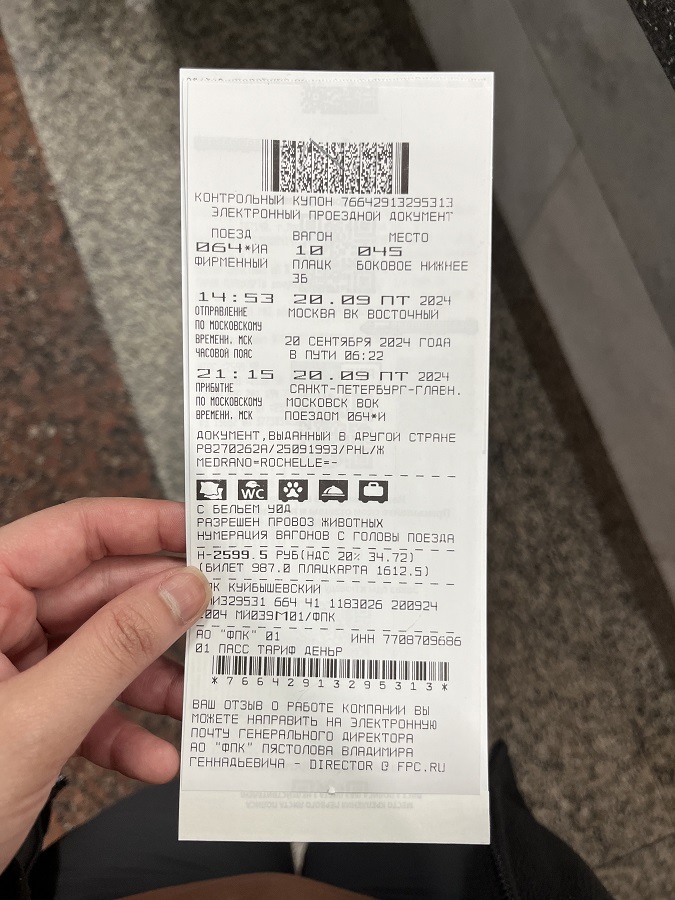 КОНТРОЛЬНЫЙ КУПОН 76642913295313
ЭЛЕКТРОННЫЙ ПРОЕЗДНОЙ ДОКУМЕНТ
ПОЕЗД ВАГОН МЕСТО
064*ИА 10 045
ФИРМЕННЫЙ ПЛАЦК БОКОВОЕ НИЖНЕЕ
3Б
14:53 20.09 ПТ 2024
ОТПРАВЛЕНИЕ МОСКВА ВК ВОСТОЧНЫЙ
ПО МОСКОВСКОМУ
ВРЕМЕНИ. МСК 20 СЕНТЯБРЯ 2024 ГОДА
ЧАСОВОЙ ПОЯС В ПУТИ 06:22
21:15 20.09 ПТ 2024
ПРИБЫТИЕ САНКТ-ПЕТЕРБУРГ-ГЛАЕН.
ПО МОСКОВСКОМУ МОСКОВСК ВОК
ВРЕМЕНИ. МСК ПОЕЗДОМ 064*И
ДОКУМЕНТ,ВЫДАННЫЙ В ДРУГОЙ СТРАНЕ
P8270262A/25091993/PHL/Ж
MEDRANO=ROCHELLE=-
WC
С БЕЛЬЕМ У0Д
РАЗРЕШЕН ПРОВОЗ ЖИВОТНЫХ
НУМЕРАЦИЯ ВАГОНОВ С ГОЛОВЫ ПОЕЗДА
Н-2599.5 РУБ(НДС 20% 34.72)
(БИЛЕТ 987.0 ПЛАЦКАРТА 1612.5)
ПК КУЙБЫШЕВСКИЙ
ЛИ329531 664 41 1183026 200924
004 МИ039М01/ФПК
АО "ФПК" 01 ИНН 7708709686
01 ПАСС ТАРИФ ДЕНЬР
*76642913295313*
ВАШ ОТЗЫВ О РАБОТЕ КОМПАНИИ ВЫ
МОЖЕТЕ НАПРАВИТЬ НА ЭЛЕКТРОННУЮ
ПОЧТУ ГЕНЕРАЛЬНОГО ДИРЕКТОРА
АО "ФПК" ПЯСТОЛОВА ВЛАДИМИРА
ГЕННАДЬЕВИЧА - DIRECTOR @ FPC.RU